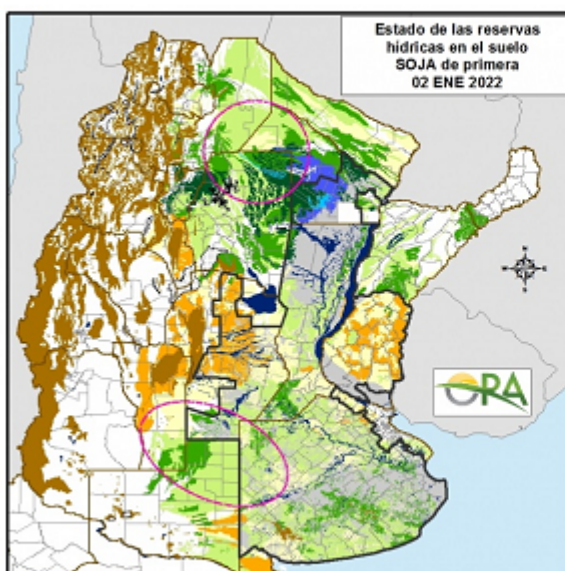 Estado de las reservas
hídricas en el suelo
SOJA de primera
02 ENE 2022
ORA